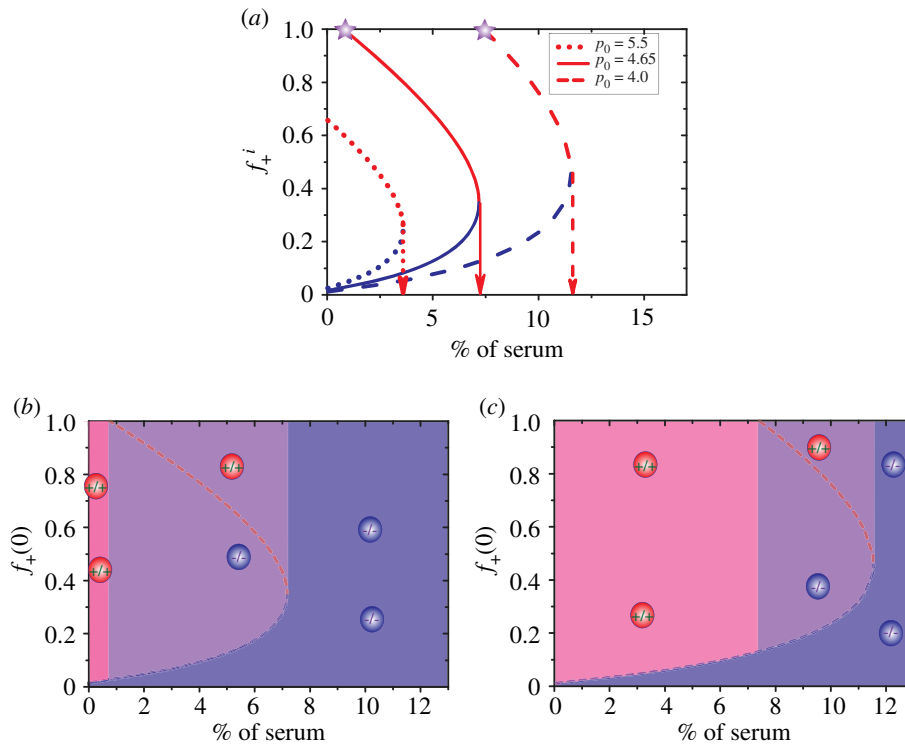 (a)
1.0
0.8
0.6
0.4
0.2
0
f₊ⁱ
p₀ = 5.5
p₀ = 4.65
p₀ = 4.0
0 5 10 15
% of serum
(b)
1.0
0.8
0.6
0.4
0.2
0
f₊(0)
+/+
+/+
+/+
-/-
-/-
-/-
0 2 4 6 8 10 12
% of serum
(c)
1.0
0.8
0.6
0.4
0.2
0
f₊(0)
+/+
+/+
+/+
-/-
-/-
-/-
0 2 4 6 8 10 12
% of serum